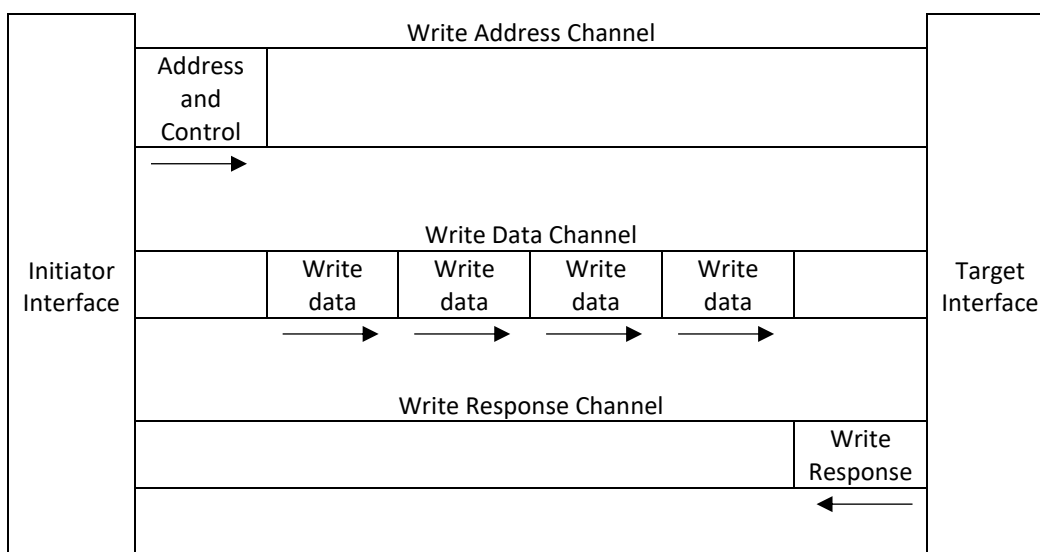 Write Address Channel
Address
and
Control
Write Data Channel
Initiator
Interface
Write
data
Write
data
Write
data
Write
data
Target
Interface
Write Response Channel
Write
Response